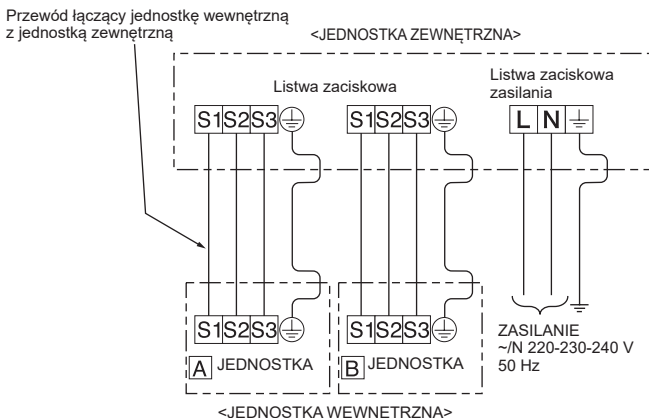 Przewód łączący jednostkę wewnętrzną
z jednostką zewnętrzną
<JEDNOSTKA ZEWNĘTRZNA>
Listwa zaciskowa
Listwa zaciskowa
zasilania
S1 S2 S3
S1 S2 S3
L N
S1 S2 S3
S1 S2 S3
A JEDNOSTKA
B JEDNOSTKA
ZASILANIE
~/N 220-230-240 V
50 Hz
<JEDNOSTKA WEWNETRZNA>